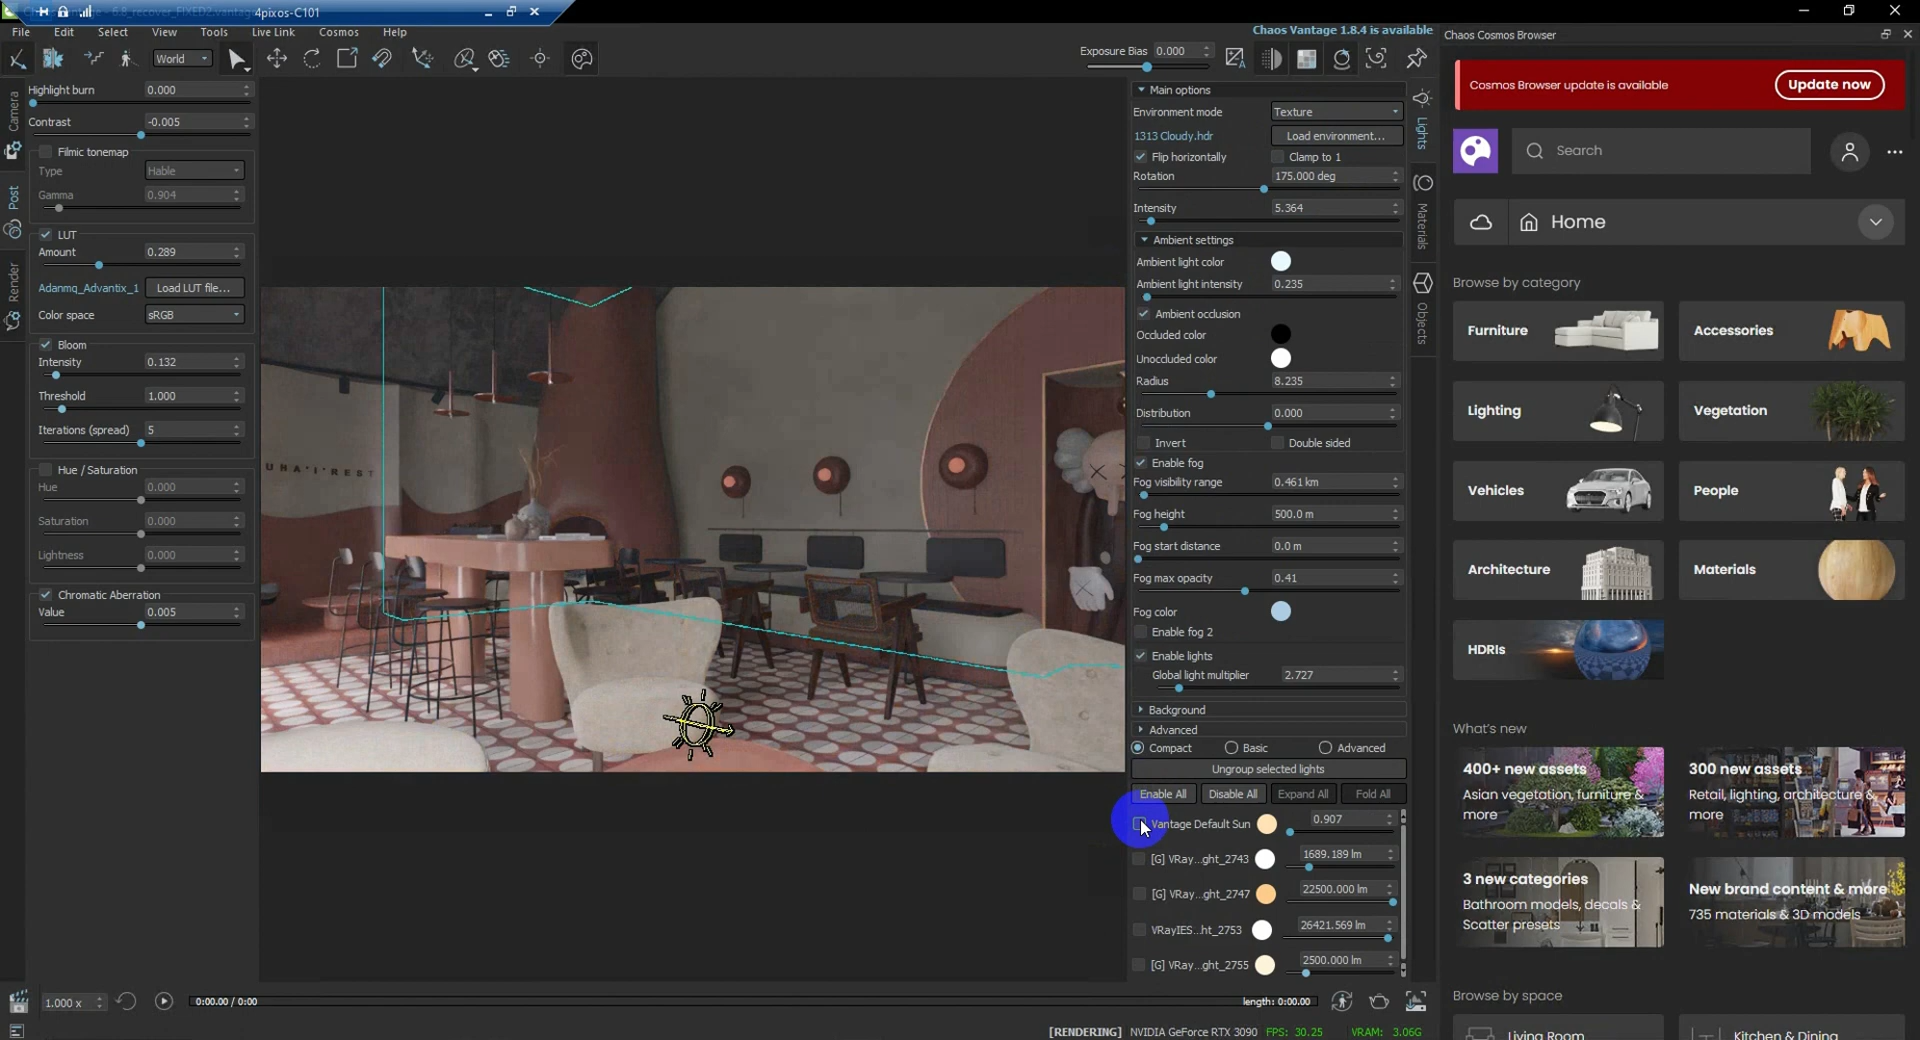 6.8_recover_FIXED2.vantage
4pixos-C101
File Edit Select View Tools Live Link Cosmos Help
Chaos Vantage 1.8.4 is available
Chaos Cosmos Browser
World
Exposure Bias 0.000
Camera
Post
Render
Highlight burn 0.000
Contrast -0.005
Filmic tonemap
Type Hable
Gamma 0.904
LUT
Amount 0.289
Adanmq_Advantix_1 Load LUT file...
Color space sRGB
Bloom
Intensity 0.132
Threshold 1.000
Iterations (spread) 5
Hue / Saturation
Hue 0.000
Saturation 0.000
Lightness 0.000
Chromatic Aberration
Value 0.005
UHA'I'REST
Main options
Environment mode Texture
1313 Cloudy.hdr Load environment...
Flip horizontally Clamp to 1
Rotation 175.000 deg
Intensity 5.364
Ambient settings
Ambient light color
Ambient light intensity 0.235
Ambient occlusion
Occluded color
Unoccluded color
Radius 8.235
Distribution 0.000
Invert Double sided
Enable fog
Fog visibility range 0.461 km
Fog height 500.0 m
Fog start distance 0.0 m
Fog max opacity 0.41
Fog color
Enable fog 2
Enable lights
Global light multiplier 2.727
Background
Advanced
Compact Basic Advanced
Ungroup selected lights
Enable All Disable All Expand All Fold All
Vantage Default Sun 0.907
[G] VRay...ght_2743 1689.189 lm
[G] VRay...ght_2747 22500.000 lm
VRayIES...ht_2753 26421.569 lm
[G] VRay...ght_2755 2500.000 lm
Lights
Materials
Objects
Cosmos Browser update is available Update now
Search
Home
Browse by category
Furniture Accessories
Lighting Vegetation
Vehicles People
Architecture Materials
HDRIs
What's new
400+ new assets
Asian vegetation, furniture &
more
300 new assets
Retail, lighting, architecture &
more
3 new categories
Bathroom models, decals &
Scatter presets
New brand content & more
735 materials & 3D models
Browse by space
Living Room Kitchen & Dining
1.000 x 0:00.00 / 0:00 length: 0:00.00
[RENDERING] NVIDIA GeForce RTX 3090 FPS: 30.25 VRAM: 3.06G